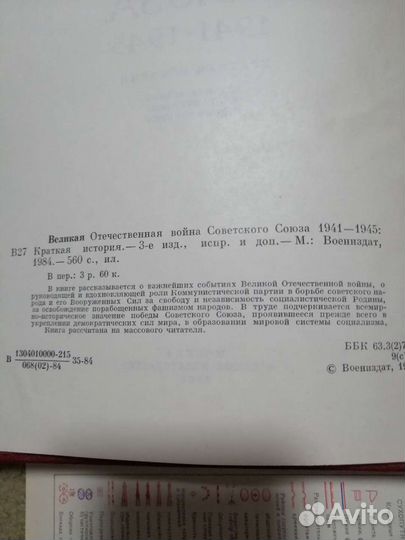 Великая Отечественная война Советского Союза 1941—1945:
В27 Краткая история.— 3-е изд., испр. и доп.— М.: Воениздат,
1984.— 560 с., ил.
В пер.: 3 р. 60 к.
В книге рассказывается о важнейших событиях Великой Отечественной войны, о
руководящей и вдохновляющей роли Коммунистической партии в борьбе советского народа
и его Вооруженных Сил за свободу и независимость социалистической Родины,
за освобождение порабощенных фашизмом народов. В труде подчеркивается всемир-
но-историческое значение победы Советского Союза, проявившееся прежде всего в
укреплении демократических сил мира, в образовании мировой системы социализма.
Книга рассчитана на массового читателя.
В 1304010000-215
068(02)-84 35-84
ББК 63.3(2)7
9(с)
© Воениздат, 19
Avito